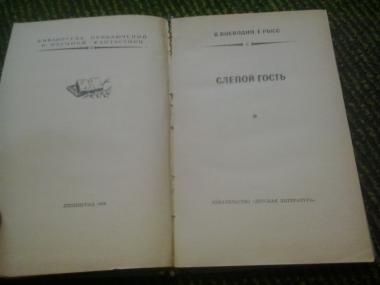 БИБЛИОТЕКА ПРИКЛЮЧЕНИЙ
И НАУЧНОЙ ФАНТАСТИКИ
ЛЕНИНГРАД
В. ВОЕВОДИН, Е. РЫСС
СЛЕПОЙ ГОСТЬ
ИЗДАТЕЛЬСТВО «ДЕТСКАЯ ЛИТЕРАТУРА»